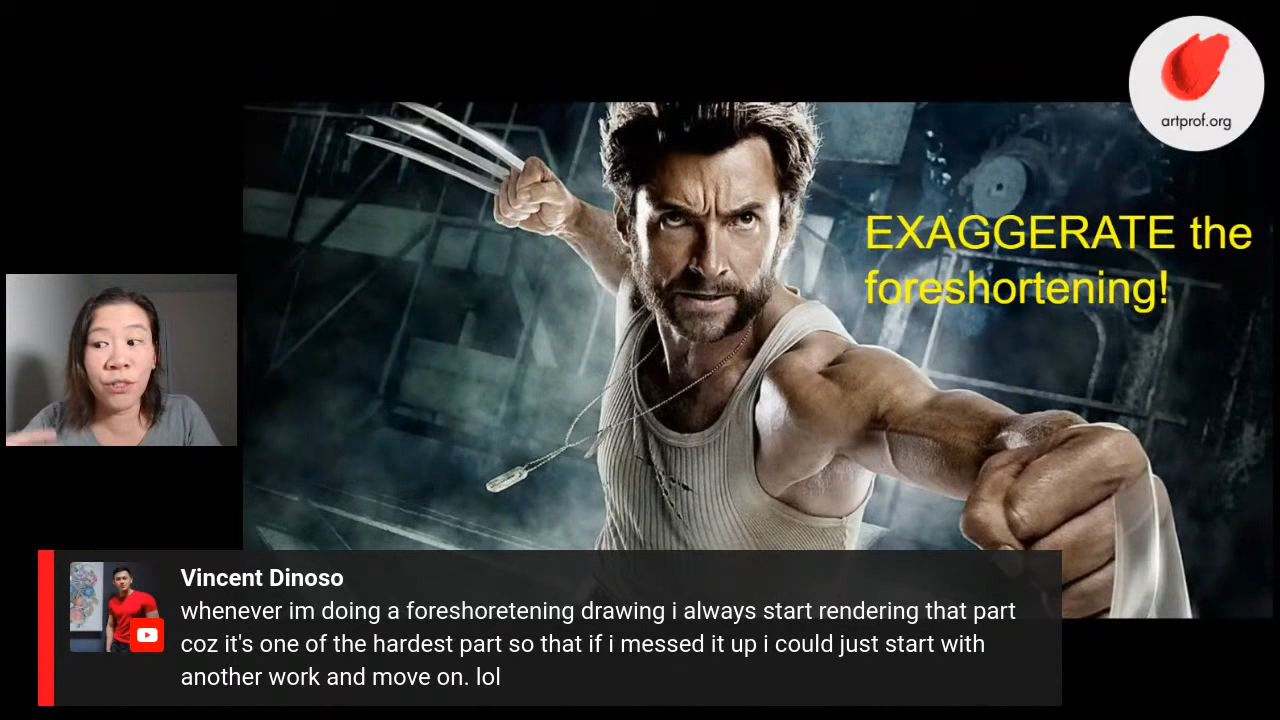 artprof.org
EXAGGERATE the
foreshortening!
Vincent Dinoso
whenever im doing a foreshoretening drawing i always start rendering that part
coz it's one of the hardest part so that if i messed it up i could just start with
another work and move on. lol